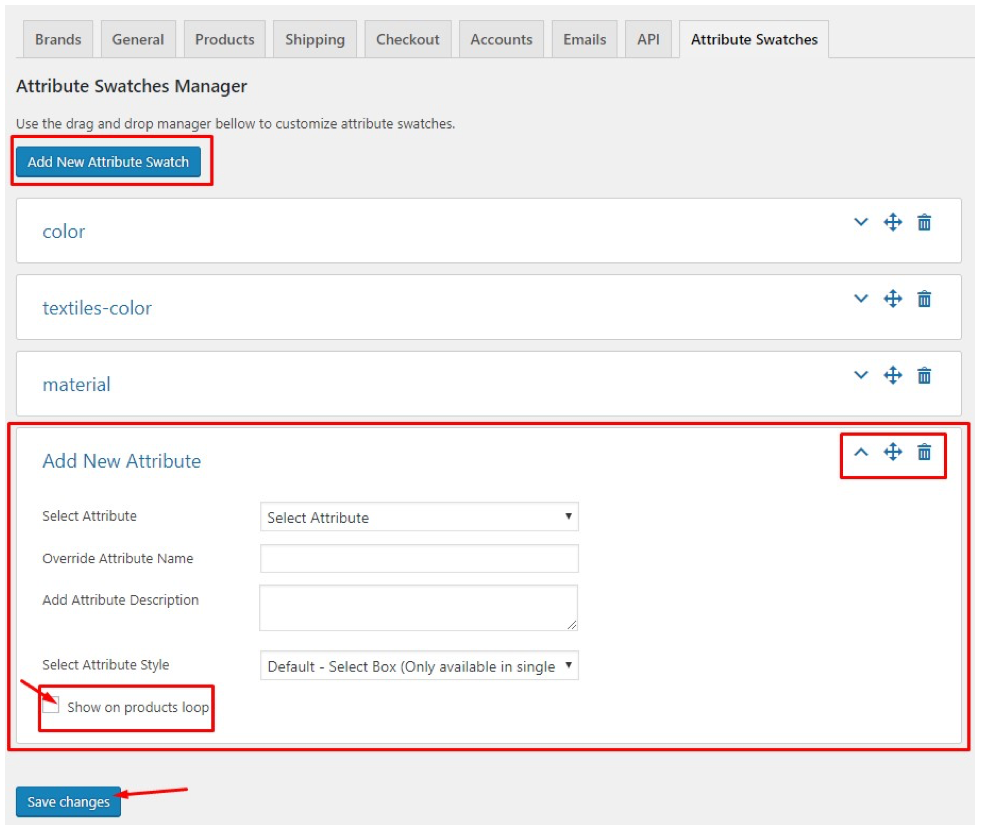 Brands General Products Shipping Checkout Accounts Emails API Attribute Swatches
Attribute Swatches Manager
Use the drag and drop manager bellow to customize attribute swatches.
Add New Attribute Swatch
color
textiles-color
material
Add New Attribute
Select Attribute Select Attribute
Override Attribute Name
Add Attribute Description
Select Attribute Style Default - Select Box (Only available in single
Show on products loop
Save changes